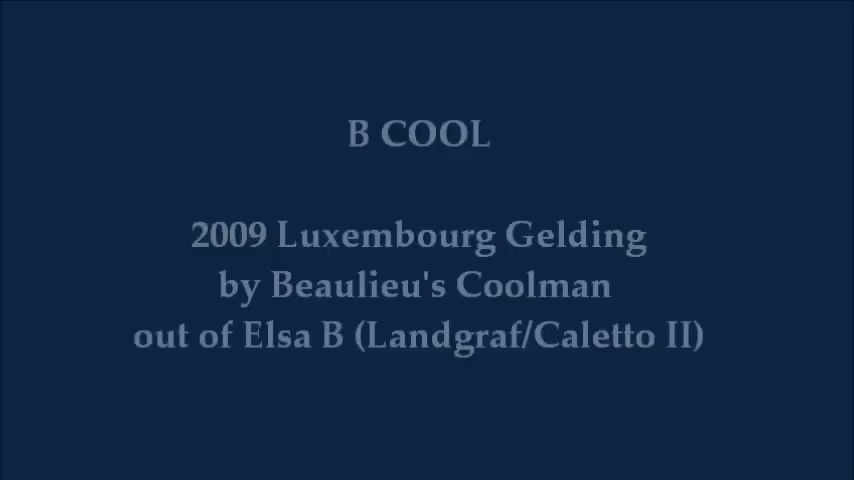 B COOL
2009 Luxembourg Gelding
by Beaulieu's Coolman
out of Elsa B (Landgraf/Caletto II)